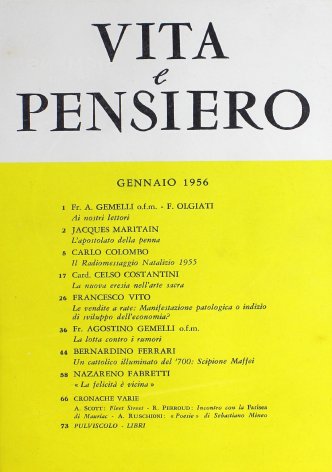 VITA
e
PENSIERO
GENNAIO 1956
1 Fr. A. GEMELLI o.f.m. - F. OLGIATI
Ai nostri lettori
2 JACQUES MARITAIN
L'apostolato della penna
5 CARLO COLOMBO
Il Radiomessaggio Natalizio 1955
17 Card. CELSO COSTANTINI
La nuova eresia nell'arte sacra
26 FRANCESCO VITO
Le vendite a rate: Manifestazione patologica o indizio
di sviluppo dell'economia?
36 Fr. AGOSTINO GEMELLI o.f.m.
La lotta contro i rumori
44 BERNARDINO FERRARI
Un cattolico illuminato del '700: Scipione Maffei
58 NAZARENO FABRETTI
« La felicità è vicina »
66 CRONACHE VARIE
A. SCOTT: Fleet Street - R. PERROUD: Incontro con la Farisea
di Mauriac - A. RUSCHIONI: «Poesie» di Sebastiano Mineo
73 PULVISCOLO - LIBRI